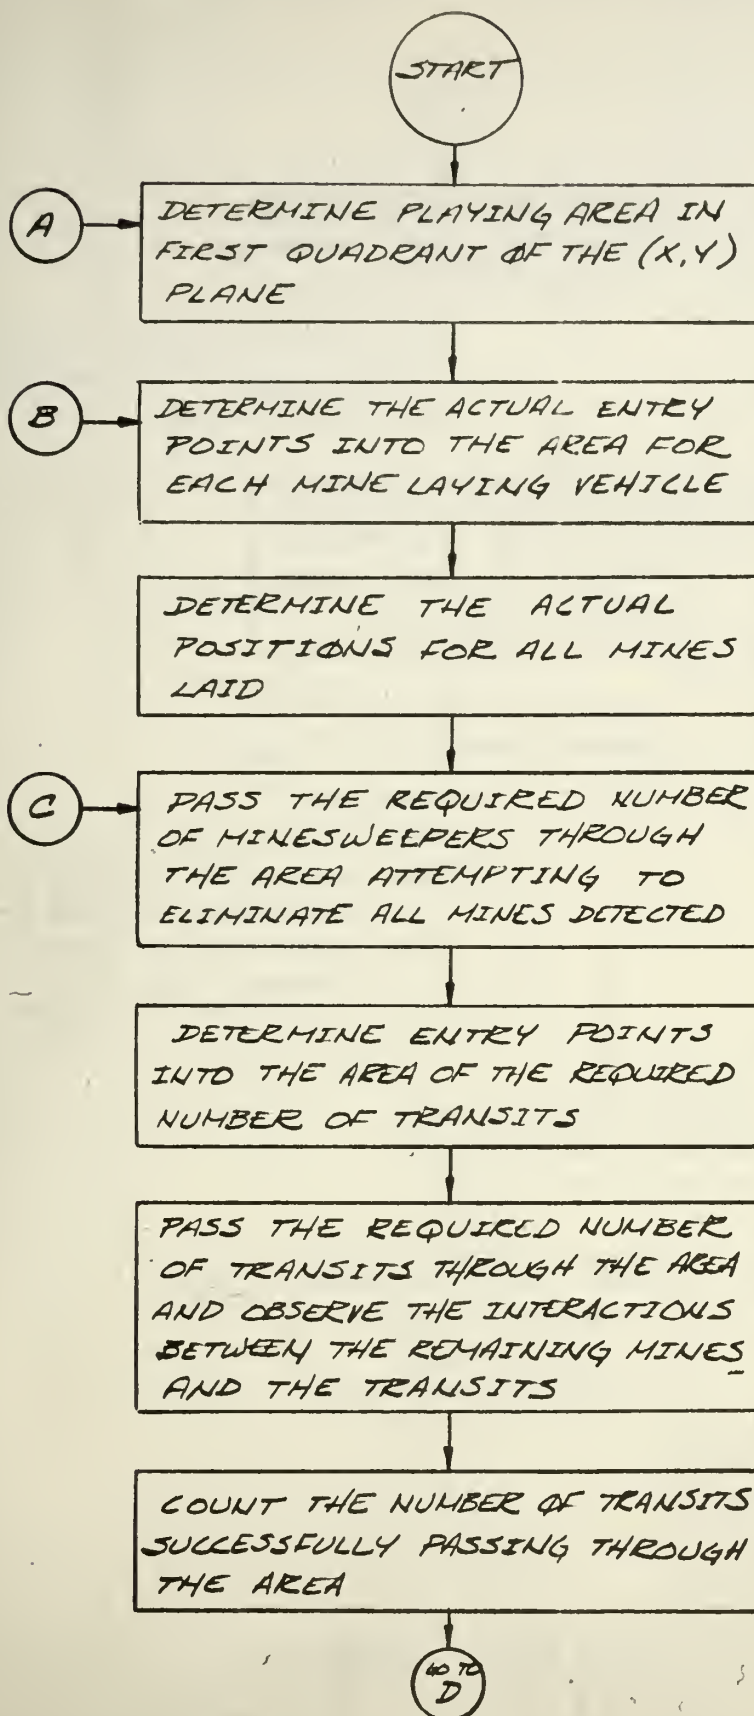 START
A
DETERMINE PLAYING AREA IN
FIRST QUADRANT ØF THE (X,Y)
PLANE
B
DETERMINE THE ACTUAL ENTRY
POINTS INTO THE AREA FOR
EACH MINE LAYING VEHICLE
DETERMINE THE ACTUAL
POSITIØNS FOR ALL MINES
LAID
C
PASS THE REQUIRED NUMBER
OF MINESWEEPERS THROUGH
THE AREA ATTEMPTING TO
ELIMINATE ALL MINES DETECTED
DETERMINE ENTRY POINTS
INTO THE AREA OF THE REQUIRED
NUMBER OF TRANSITS
PASS THE REQUIRED NUMBER
OF TRANSITS THROUGH THE AREA
AND OBSERVE THE INTERACTIONS
BETWEEN THE REMAINING MINES
AND THE TRANSITS
COUNT THE NUMBER ØF TRANSITS
SUCCESSFULLY PASSING THROUGH
THE AREA
GO TO
D